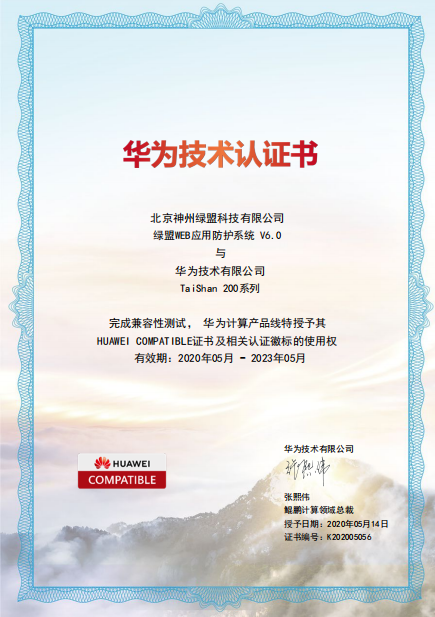 华为技术认证书
北京神州绿盟科技有限公司
绿盟WEB应用防护系统 V6.0
与
华为技术有限公司
TaiShan 200系列
完成兼容性测试， 华为计算产品线特授予其
HUAWEI COMPATIBLE证书及相关认证徽标的使用权
有效期：2020年05月 - 2023年05月
华为技术有限公司
HUAWEI
COMPATIBLE
张熙伟
张熙伟
鲲鹏计算领域总裁
授予日期：2020年05月14日
证书编号：K202005056